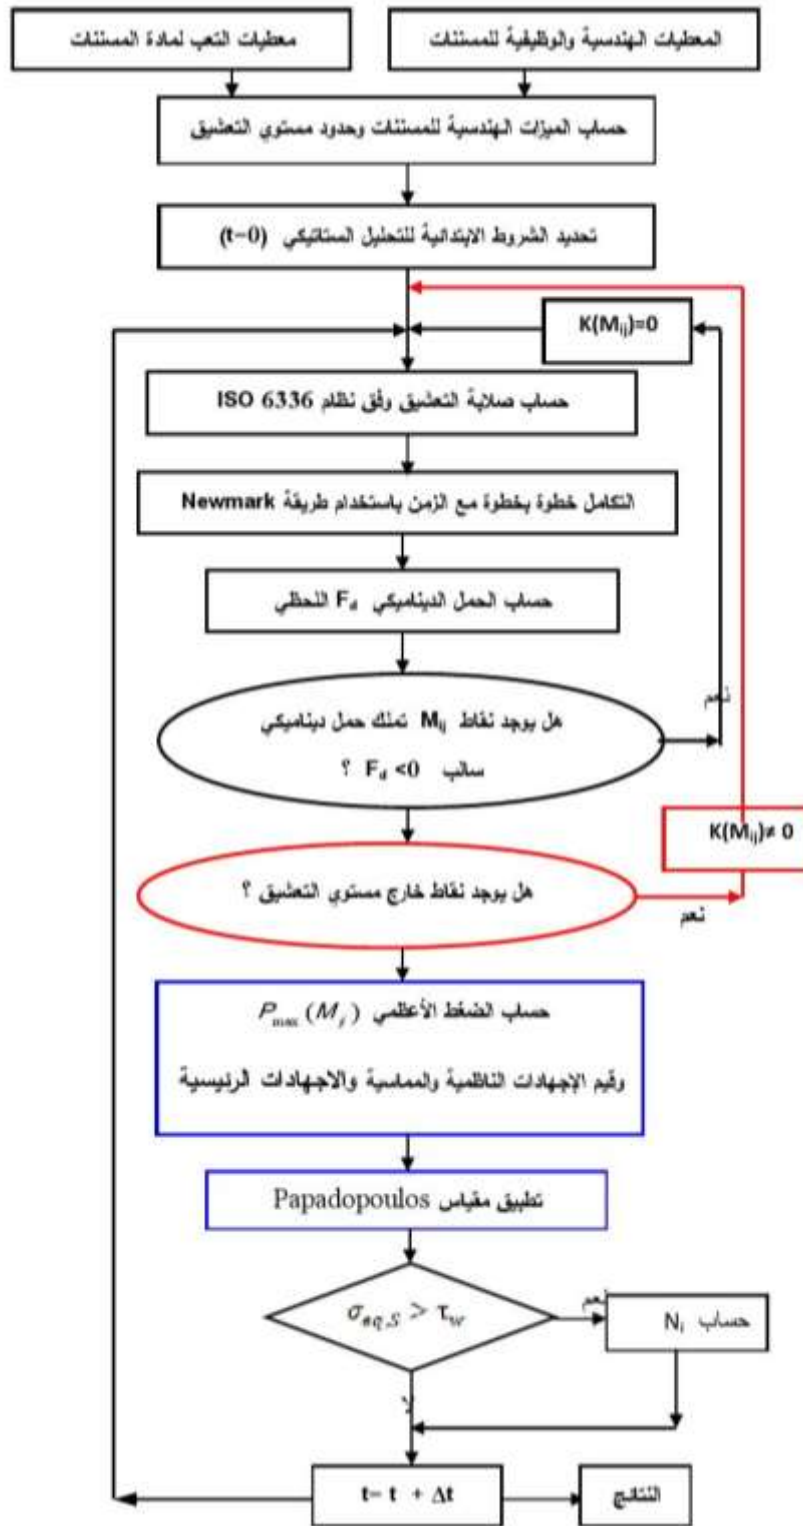 المعطيات الهندسية والوظيفية للمسننات
معطيات التعب لمادة المسننات
حساب الميزات الهندسية للمسننات وحدود مستوي التعشيق
تحديد الشروط الابتدائية للتحليل الستاتيكي (t=0)
K(Mij)=0
حساب صلابة التعشيق وفق نظام ISO 6336
التكامل خطوة بخطوة مع الزمن باستخدام طريقة Newmark
حساب الحمل الديناميكي Fd اللحظي
نعم
هل يوجد نقاط Mij تملك حمل ديناميكي
سالب Fd <0 ؟
K(Mij)≠ 0
هل يوجد نقاط خارج مستوي التعشيق ؟
نعم
حساب الضغط الأعظمي Pmax (Mj)
وقيم الإجهادات الناظمية والمماسية والاجهادات الرئيسية
تطبيق مقياس Papadopoulos
نعم
σeq,S > τw
حساب Ni
لا
t= t + Δt
النتائج